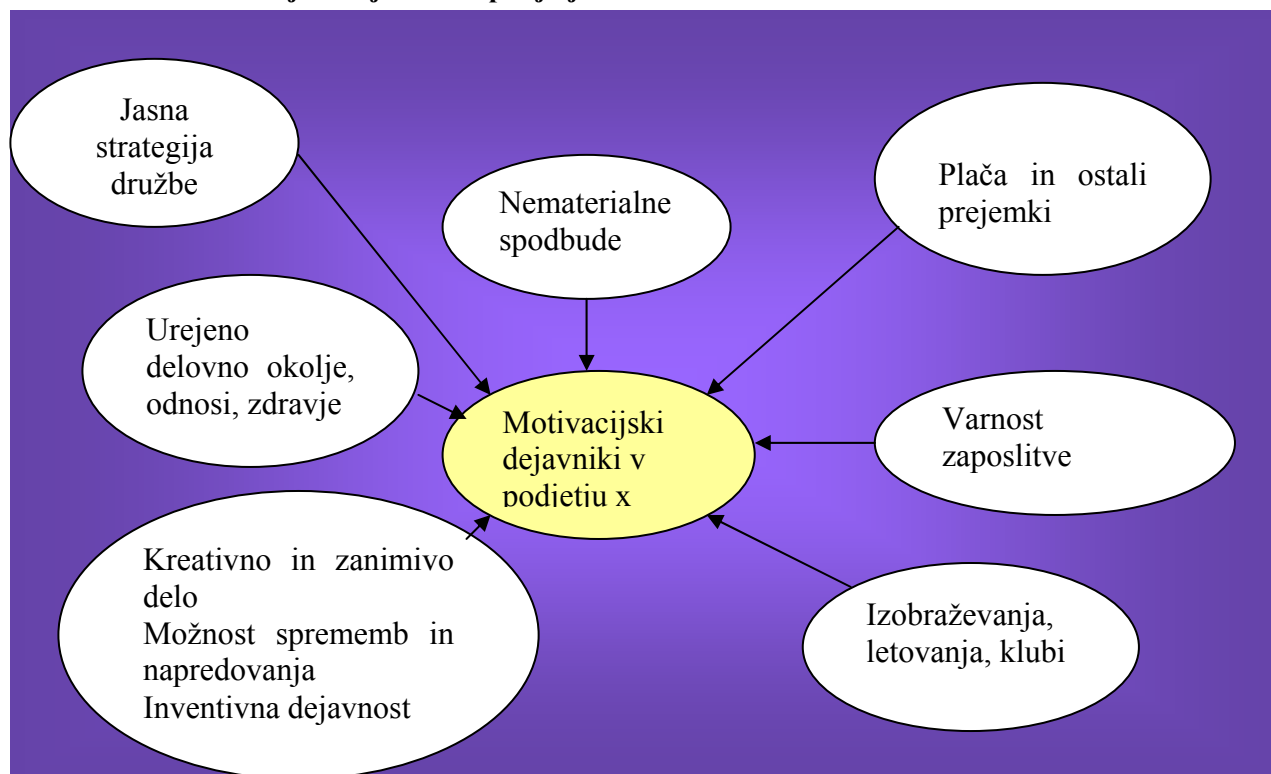 Jasna
strategija
družbe
Nematerialne
spodbude
Plača in ostali
prejemki
Urejeno
delovno okolje,
odnosi, zdravje
Motivacijski
dejavniki v
podjetju x
Varnost
zaposlitve
Kreativno in zanimivo
delo
Možnost sprememb in
napredovanja
Inventivna dejavnost
Izobraževanja,
letovanja, klubi